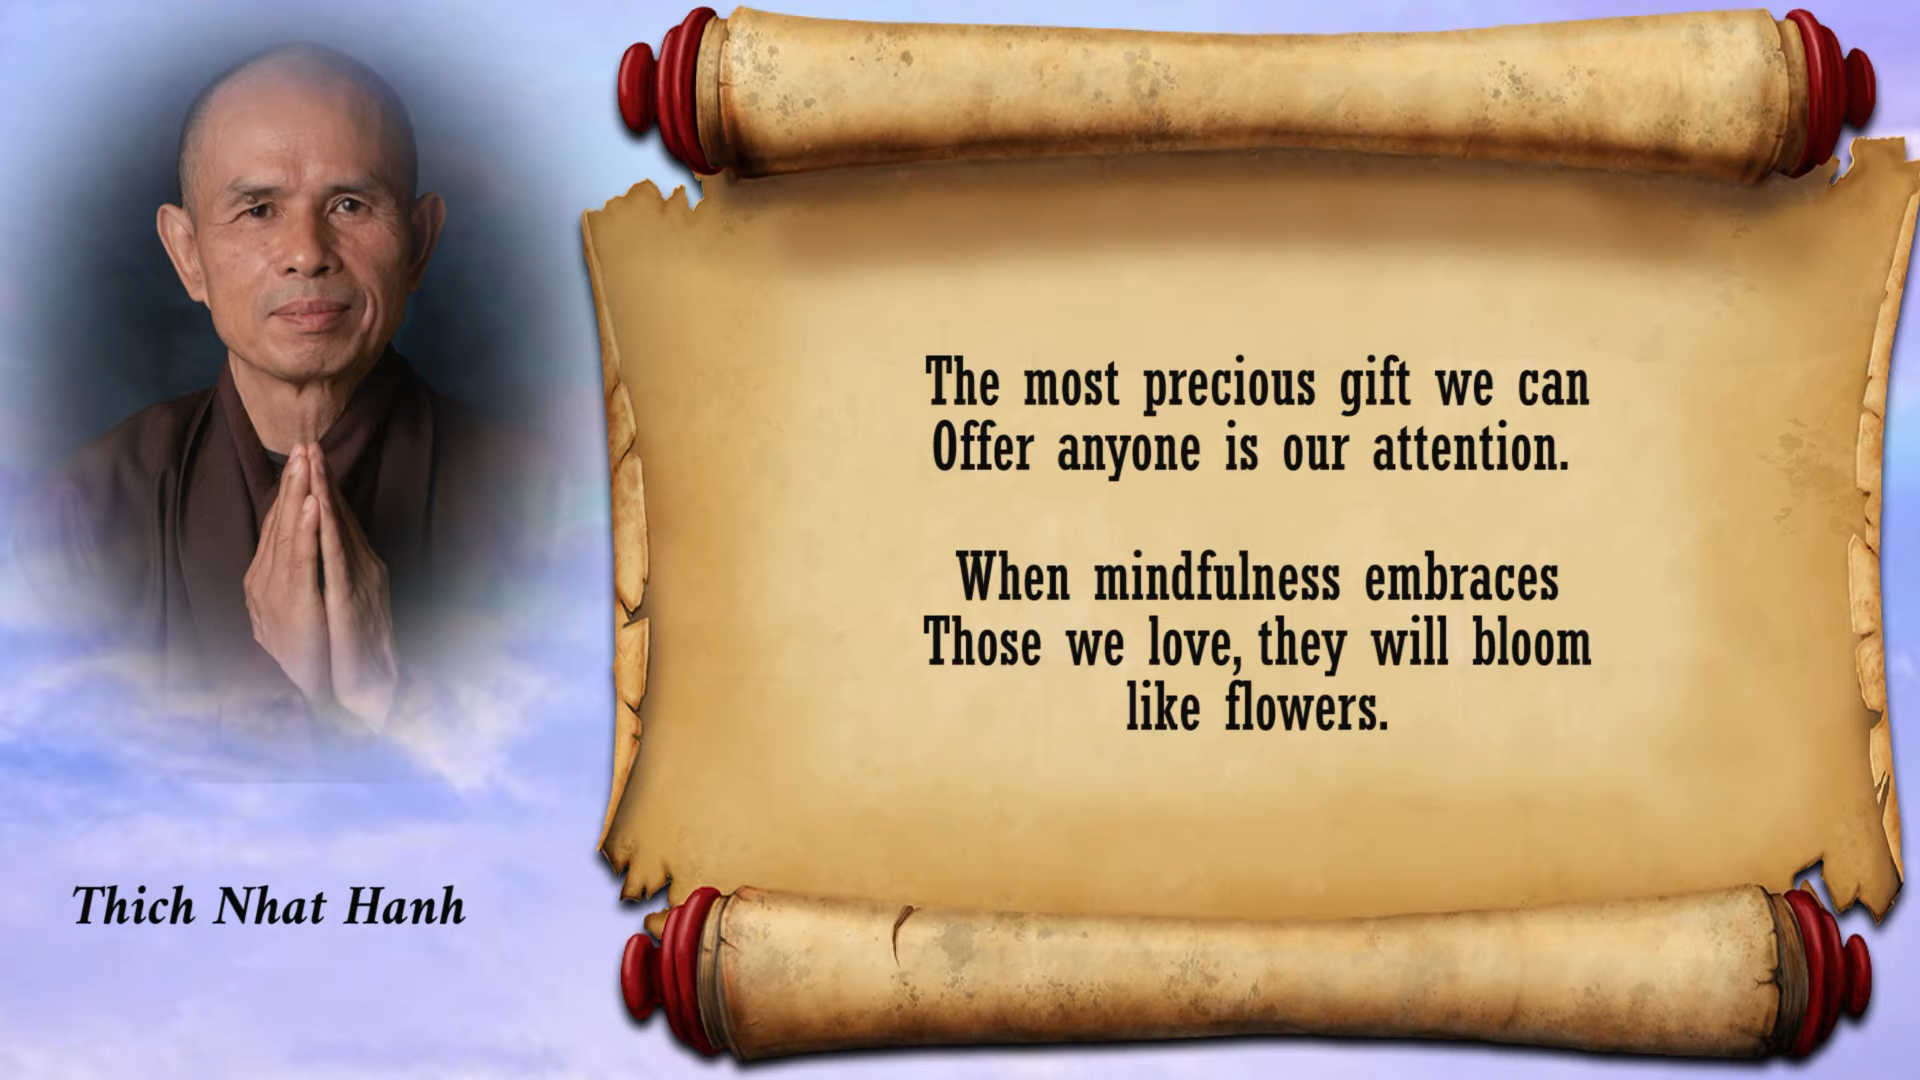 The most precious gift we can
Offer anyone is our attention.
When mindfulness embraces
Those we love, they will bloom
like flowers.
Thich Nhat Hanh